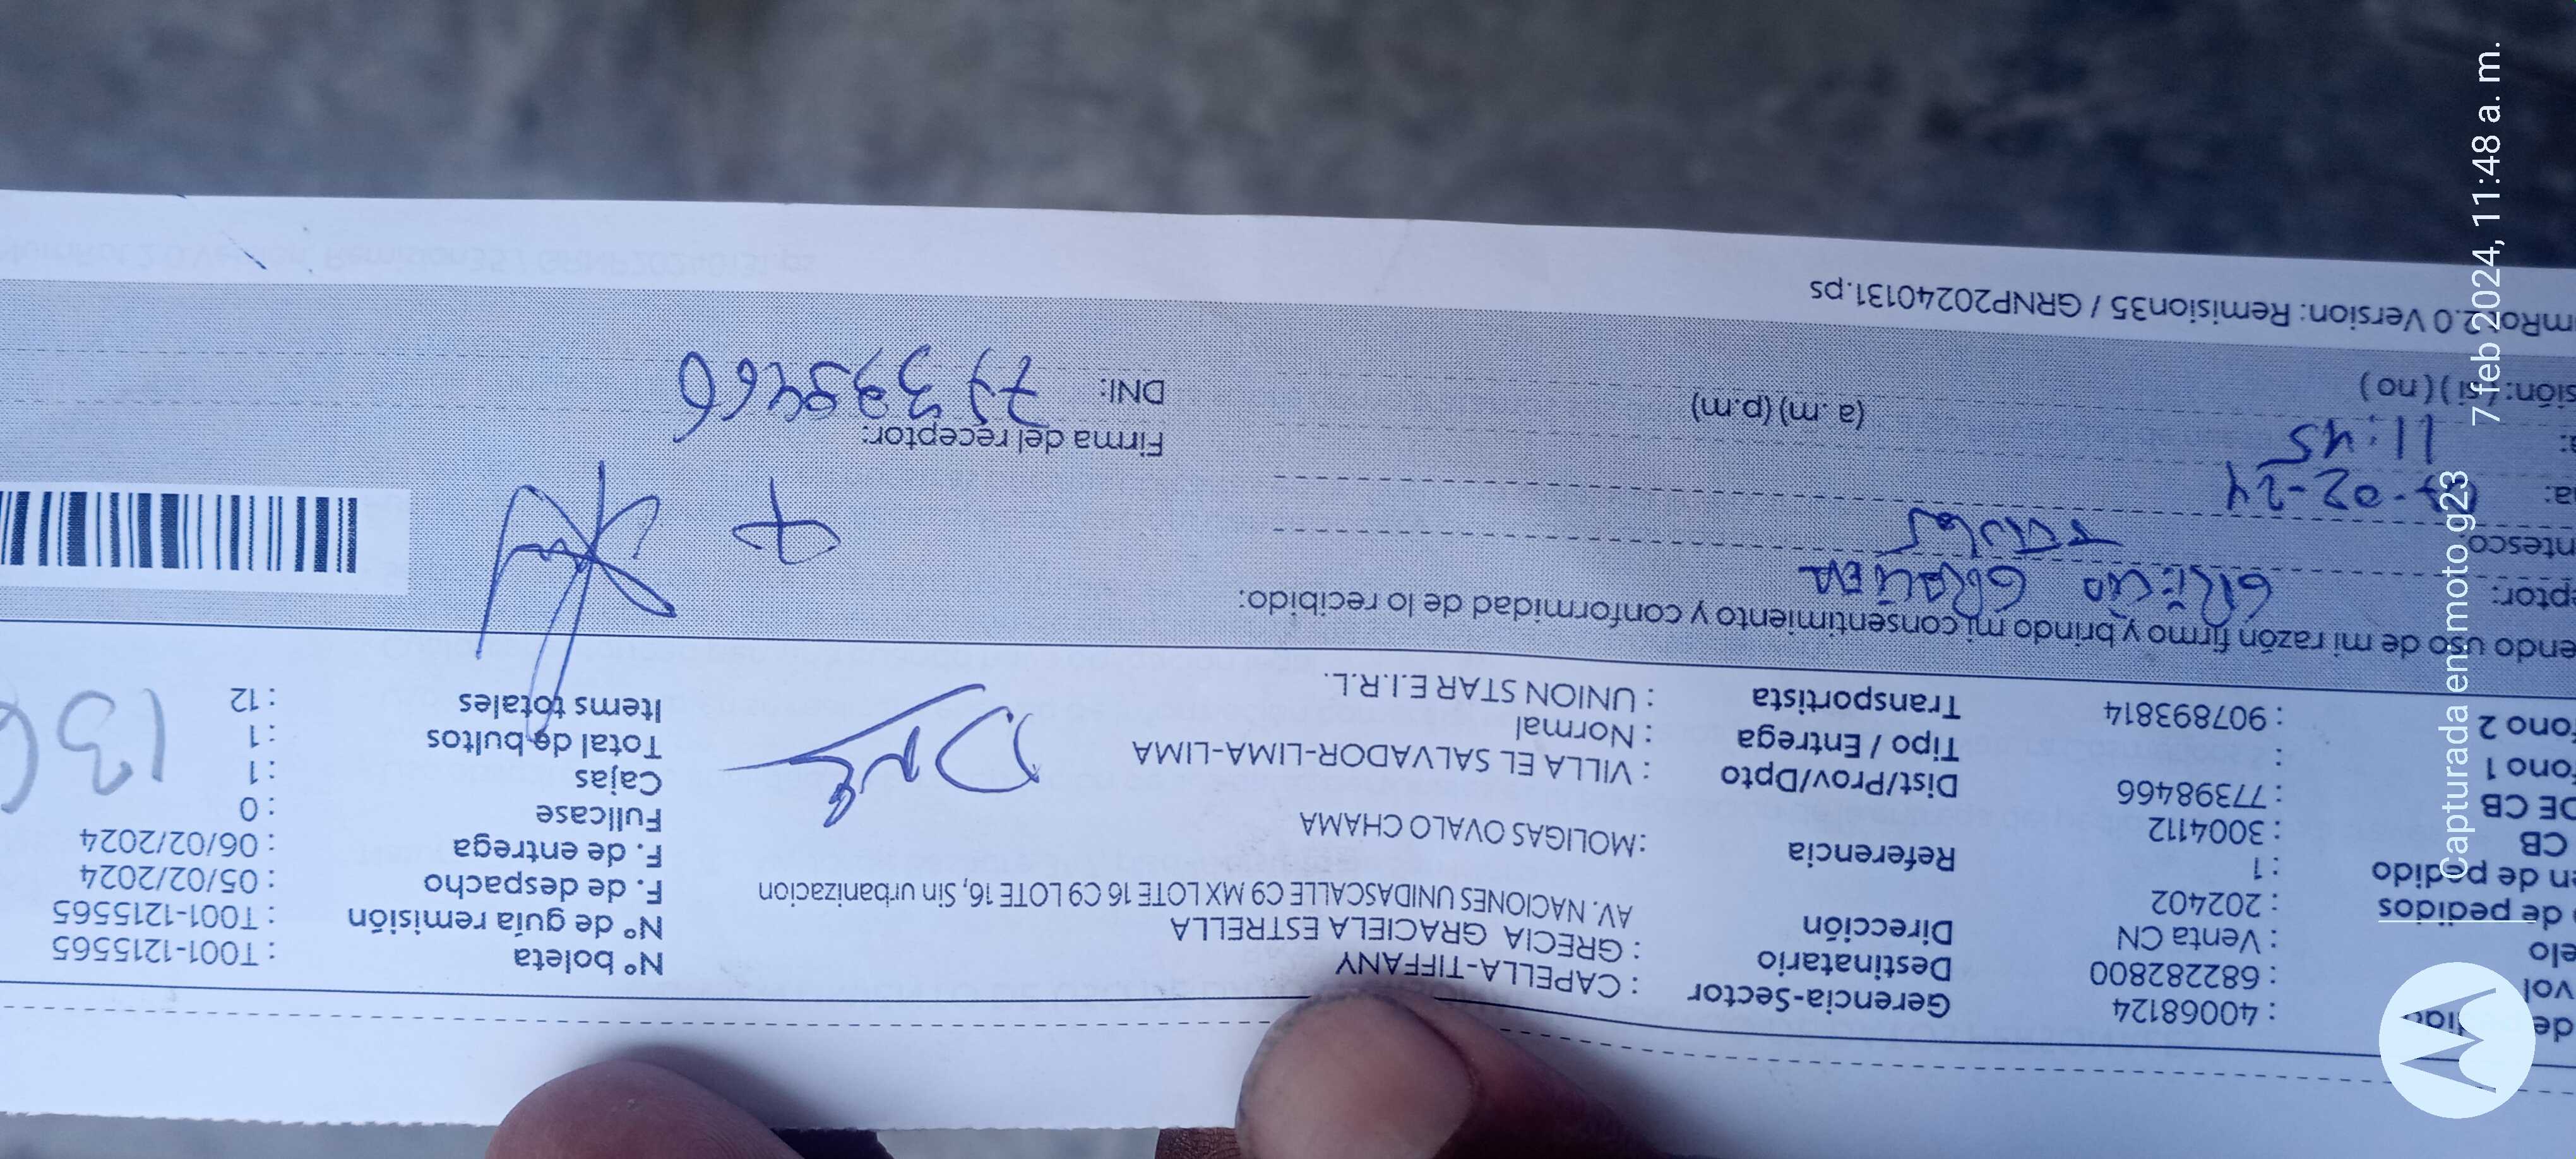 de pedido : 40068124
vol : 682282800
elo : Venta CN
de pedidos : 202402
n de pedido : 1
CB : 3004112
DE CB : 77398466
fono 1 :
fono 2 : 907893814
Gerencia-Sector : CAPELLA-TIFFANY
Destinatario : GRECIA GRACIELA ESTRELLA
Dirección AV. NACIONES UNIDASCALLE C9 MX LOTE 16 C9 LOTE 16, Sin urbanizacion
Referencia :MOLIGAS OVALO CHAMA
Dist/Prov/Dpto : VILLA EL SALVADOR-LIMA-LIMA
Tipo / Entrega : Normal
Transportista : UNION STAR E.I.R.L.
N° boleta : T001-1215565
N° de guía remisión : T001-1215565
F. de despacho : 05/02/2024
F. de entrega : 06/02/2024
Fullcase : 0
Cajas : 1
Total de bultos : 1
Items totales : 12
endo uso de mi razón firmo y brindo mi consentimiento y conformidad de lo recibido:
eptor:
ntesco:
a: 07-02-24
a: 11:45
(a .m) (p.m)
sión: (si ) ( no )
Firma del receptor:
DNI: 77398466
mRot 2.0 Version: Remision35 / GRNP20240131.ps
7 feb 2024, 11:48 a. m.
Capturada en: moto g23